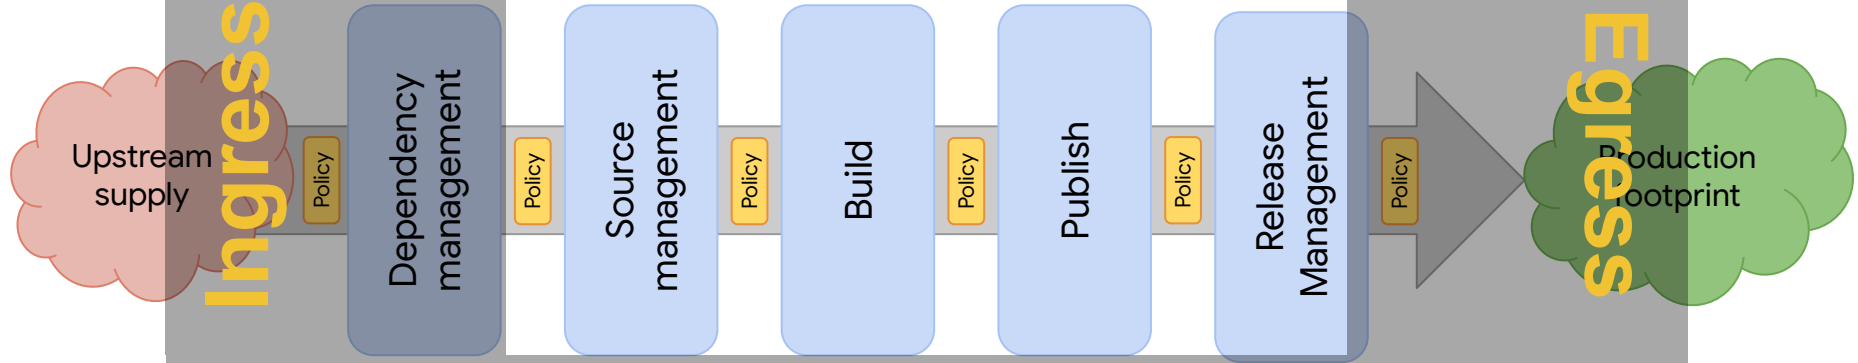 Upstream
supply
Ingress
Policy
Dependency
management
Policy
Source
management
Policy
Build
Policy
Publish
Policy
Release
Management
Policy
Egress
Production
footprint